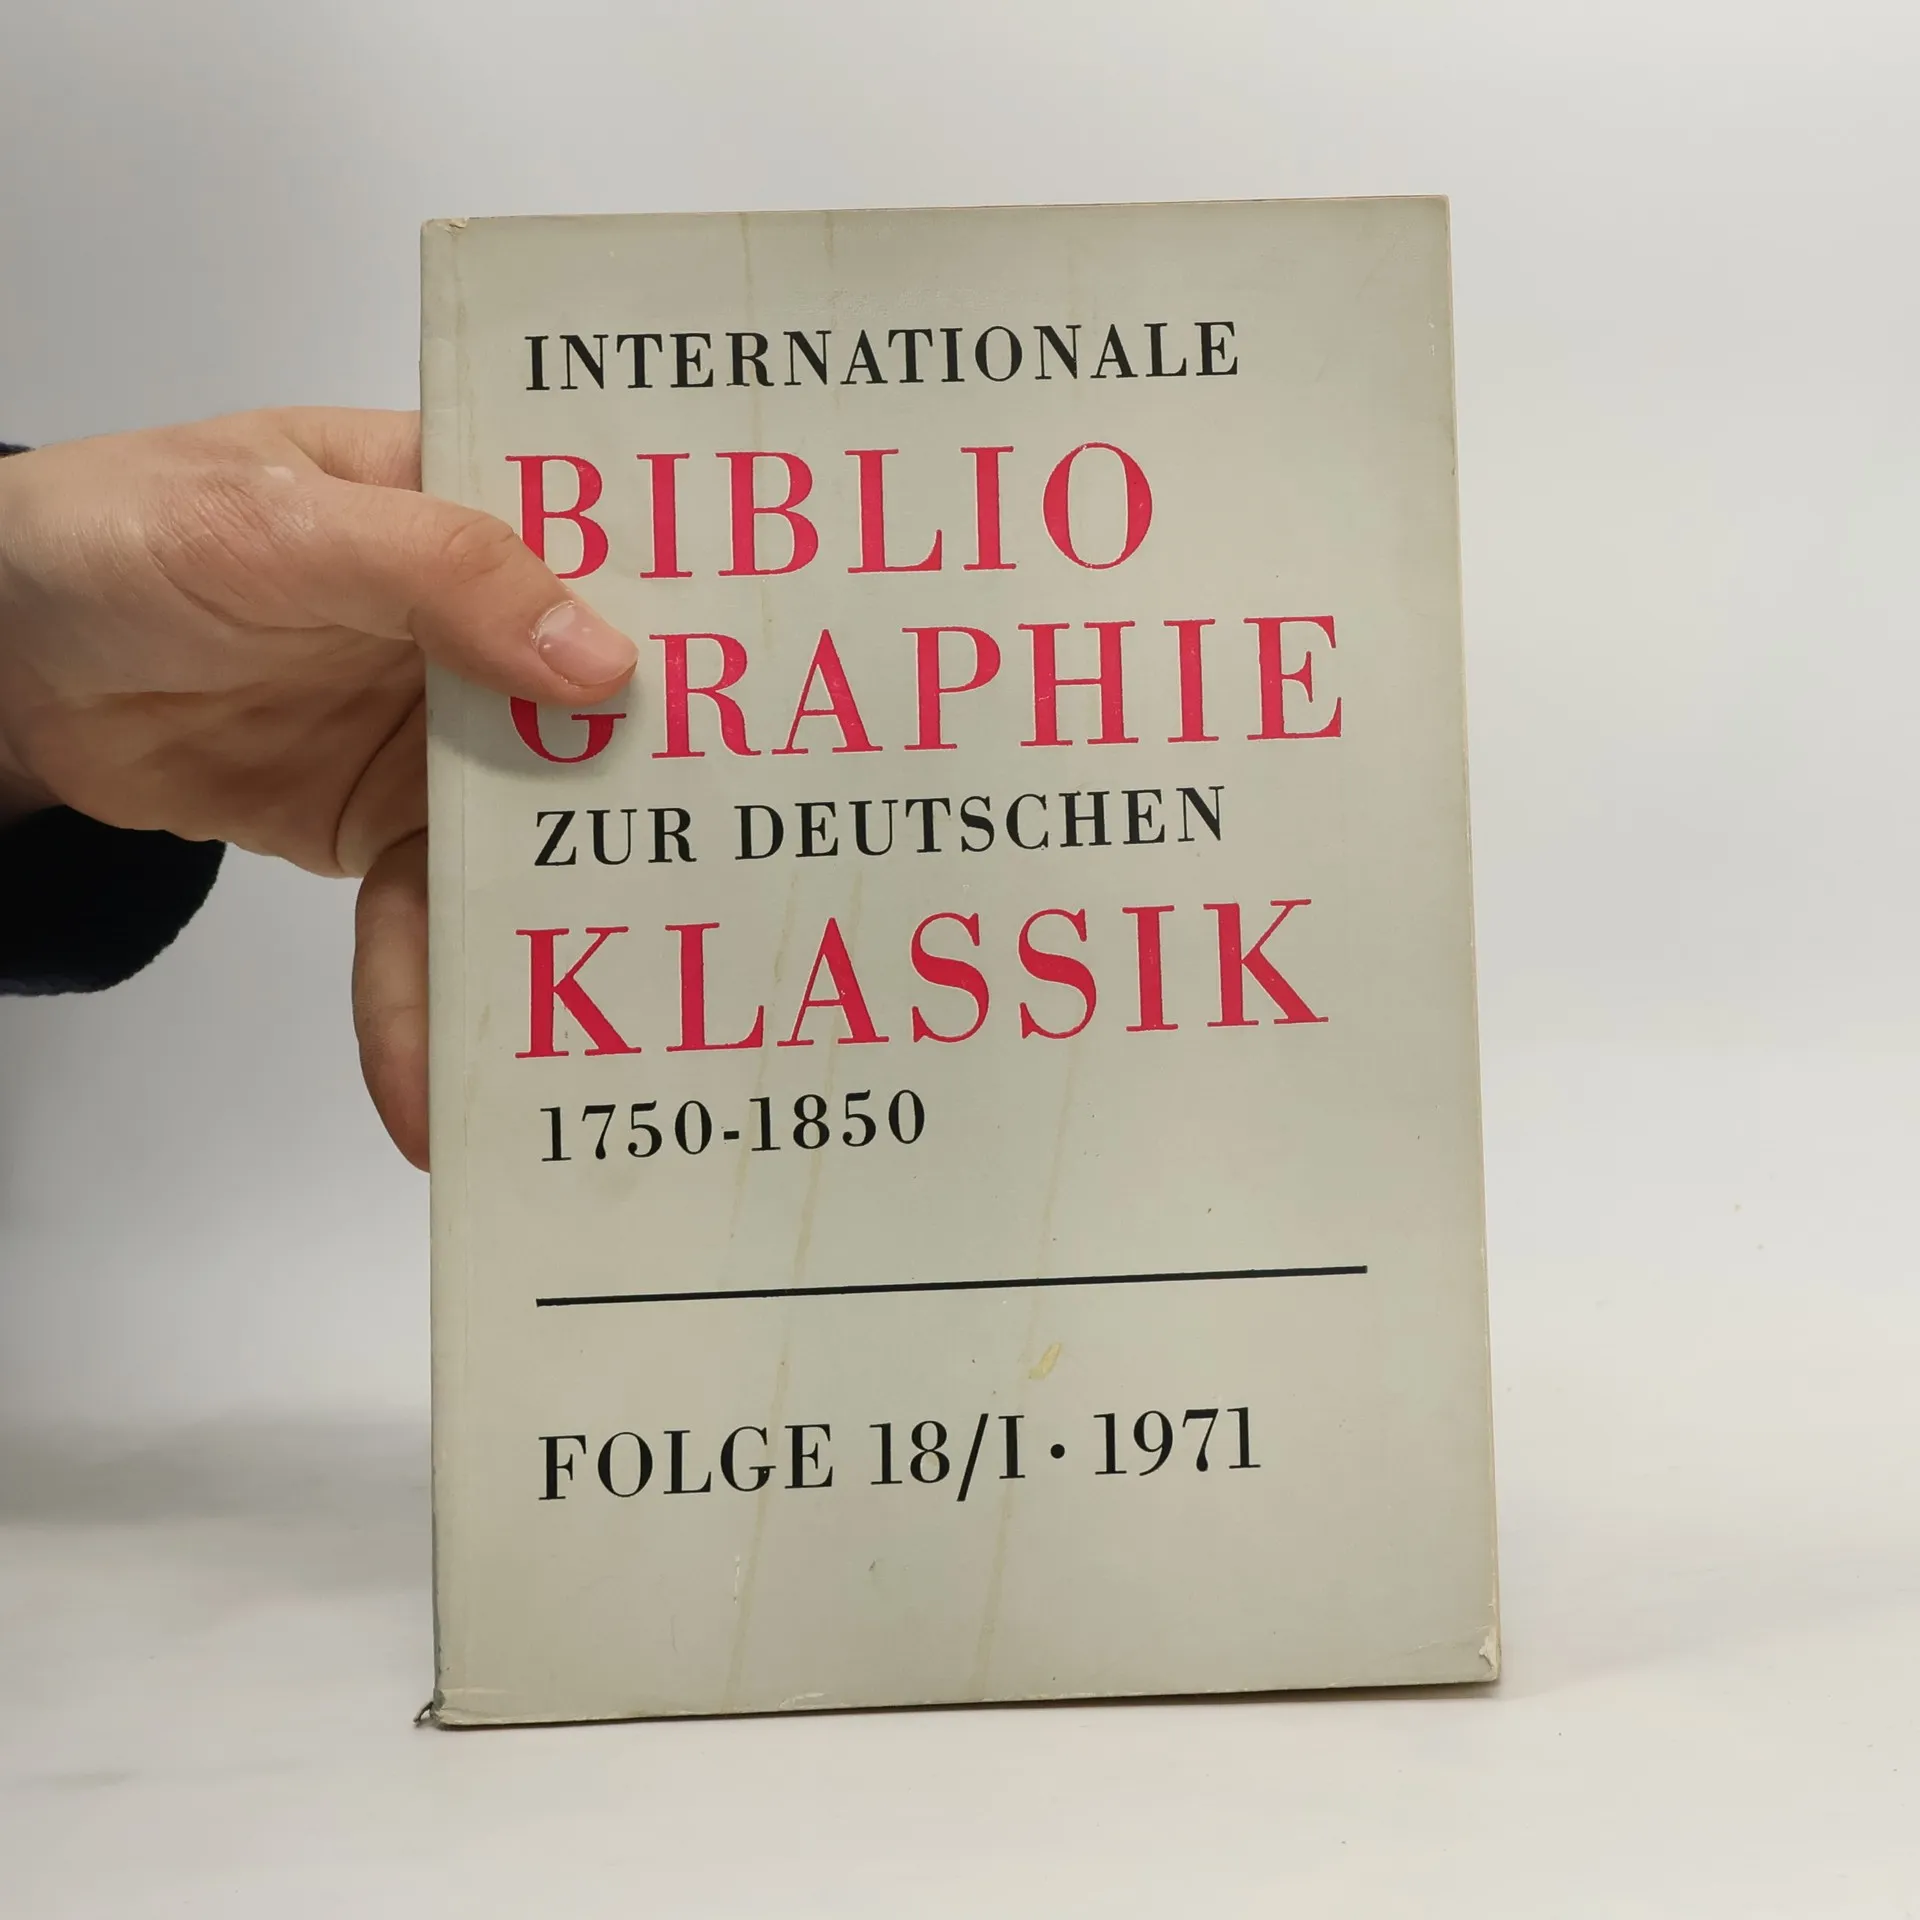 INTERNATIONALE
BIBLIO
GRAPHIE
ZUR DEUTSCHEN
KLASSIK
1750-1850
FOLGE 18/I · 1971